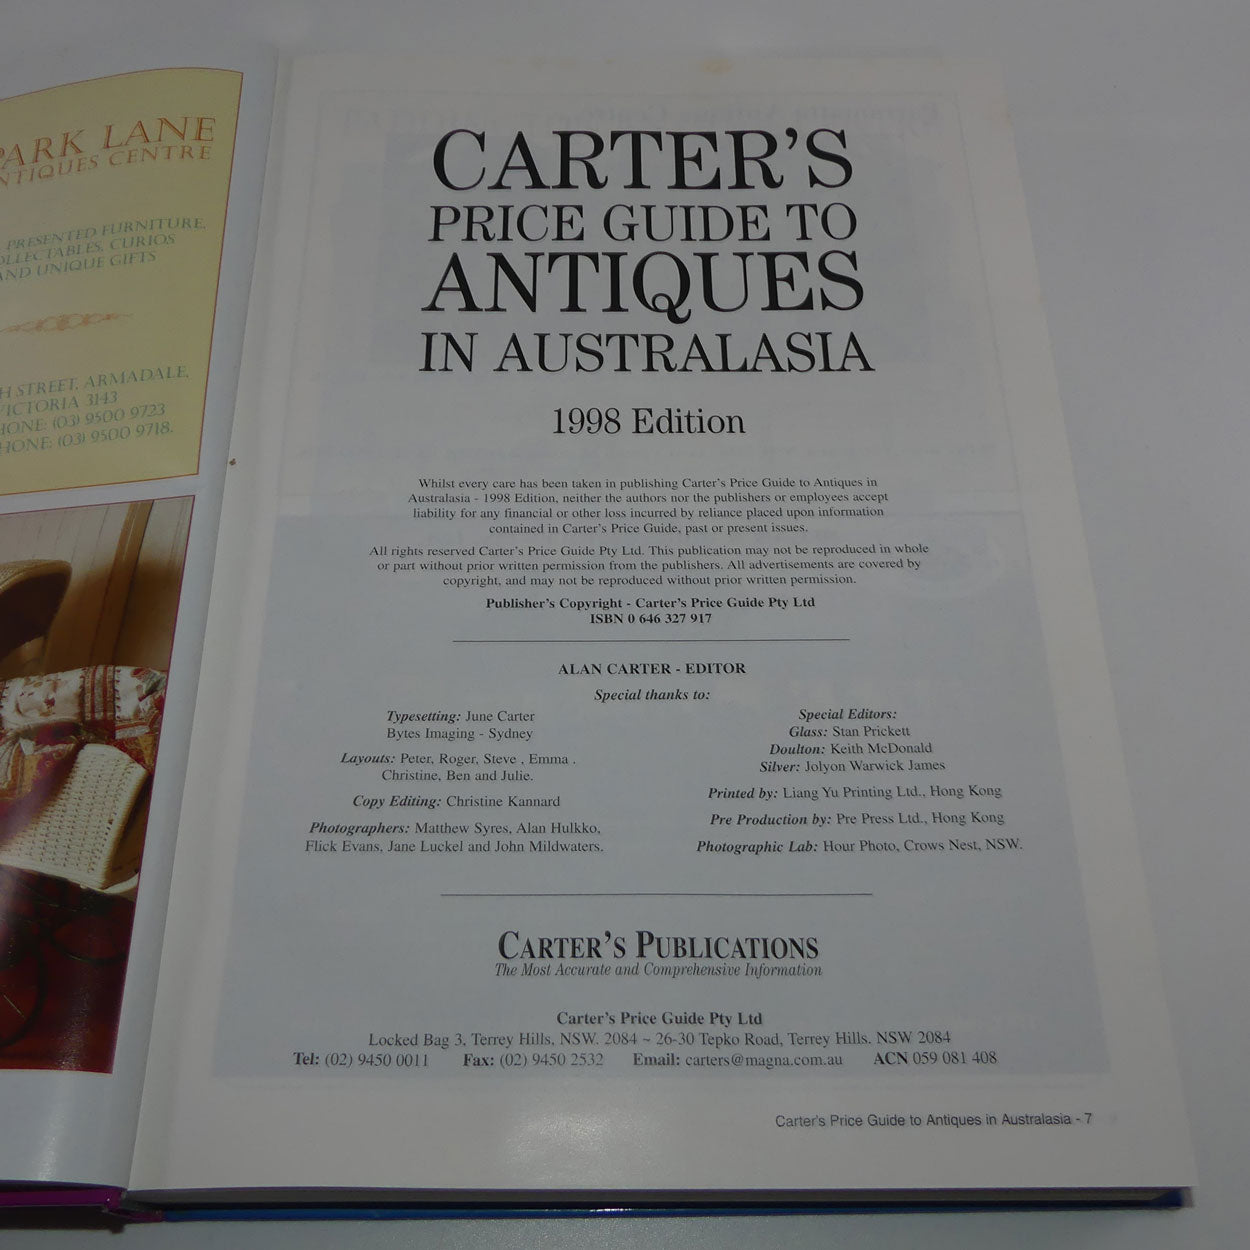 PARK LANE
ANTIQUES CENTRE
PRESENTED FURNITURE,
COLLECTABLES, CURIOS
AND UNIQUE GIFTS
STREET, ARMADALE,
VICTORIA 3143
PHONE: (03) 9500 9723
PHONE: (03) 9500 9718.
CARTER'S
PRICE GUIDE TO
ANTIQUES
IN AUSTRALASIA
1998 Edition
Whilst every care has been taken in publishing Carter's Price Guide to Antiques in
Australasia - 1998 Edition, neither the authors nor the publishers or employees accept
liability for any financial or other loss incurred by reliance placed upon information
contained in Carter's Price Guide, past or present issues.
All rights reserved Carter's Price Guide Pty Ltd. This publication may not be reproduced in whole
or part without prior written permission from the publishers. All advertisements are covered by
copyright, and may not be reproduced without prior written permission.
Publisher's Copyright - Carter's Price Guide Pty Ltd
ISBN 0 646 327 917
ALAN CARTER - EDITOR
Special thanks to:
Typesetting: June Carter
Bytes Imaging - Sydney
Layouts: Peter, Roger, Steve , Emma .
Christine, Ben and Julie.
Copy Editing: Christine Kannard
Photographers: Matthew Syres, Alan Hulkko,
Flick Evans, Jane Luckel and John Mildwaters.
Special Editors:
Glass: Stan Prickett
Doulton: Keith McDonald
Silver: Jolyon Warwick James
Printed by: Liang Yu Printing Ltd., Hong Kong
Pre Production by: Pre Press Ltd., Hong Kong
Photographic Lab: Hour Photo, Crows Nest, NSW.
CARTER'S PUBLICATIONS
The Most Accurate and Comprehensive Information
Carter's Price Guide Pty Ltd
Locked Bag 3, Terrey Hills, NSW. 2084 ~ 26-30 Tepko Road, Terrey Hills. NSW 2084
Tel: (02) 9450 0011 Fax: (02) 9450 2532 Email: carters@magna.com.au ACN 059 081 408
Carter's Price Guide to Antiques in Australasia - 7